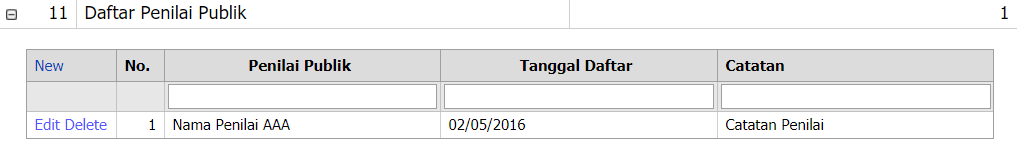 11 Daftar Penilai Publik 1
New No. Penilai Publik Tanggal Daftar Catatan
Edit Delete 1 Nama Penilai AAA 02/05/2016 Catatan Penilai